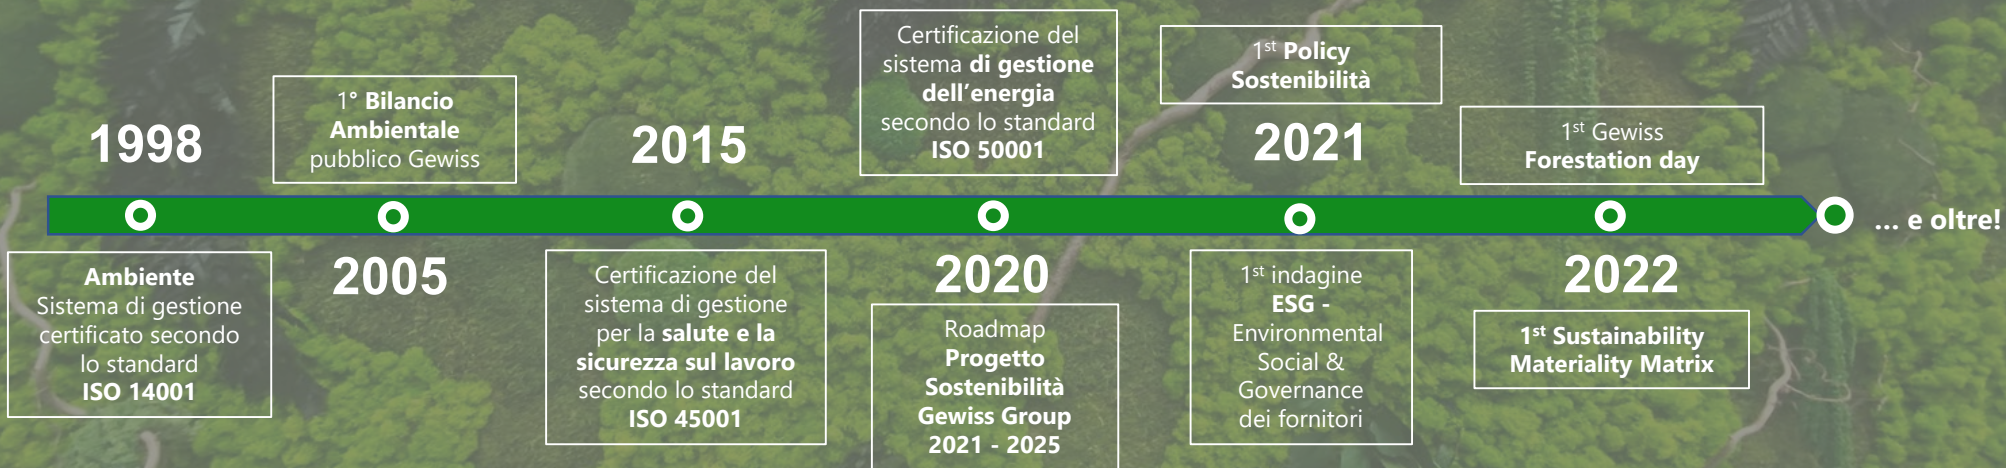 1998
Ambiente
Sistema di gestione
certificato secondo
lo standard
ISO 14001
1° Bilancio
Ambientale
pubblico Gewiss
2005
2015
Certificazione del
sistema di gestione
per la salute e la
sicurezza sul lavoro
secondo lo standard
ISO 45001
Certificazione del
sistema di gestione
dell’energia
secondo lo standard
ISO 50001
2020
Roadmap
Progetto
Sostenibilità
Gewiss Group
2021 - 2025
1st Policy
Sostenibilità
2021
1st indagine
ESG -
Environmental
Social &
Governance
dei fornitori
1st Gewiss
Forestation day
2022
1st Sustainability
Materiality Matrix
... e oltre!